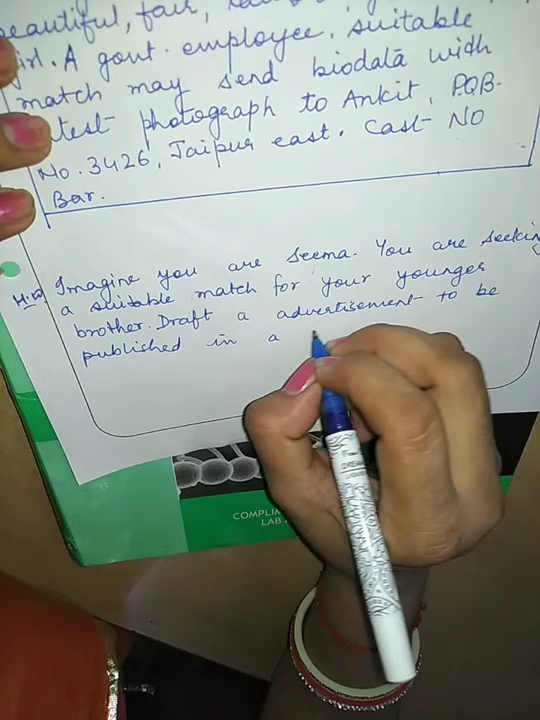 beautiful, fair,
girl. A govt. employee, suitable
match may send biodata with
latest photograph to Ankit, P.O.B.
No. 3426, Jaipur east. Cast No
Bar.
H.W. Imagine you are Seema. You are seeking
a suitable match for your younger
brother. Draft a advertisement to be
published in a
COMPLIM
LAB